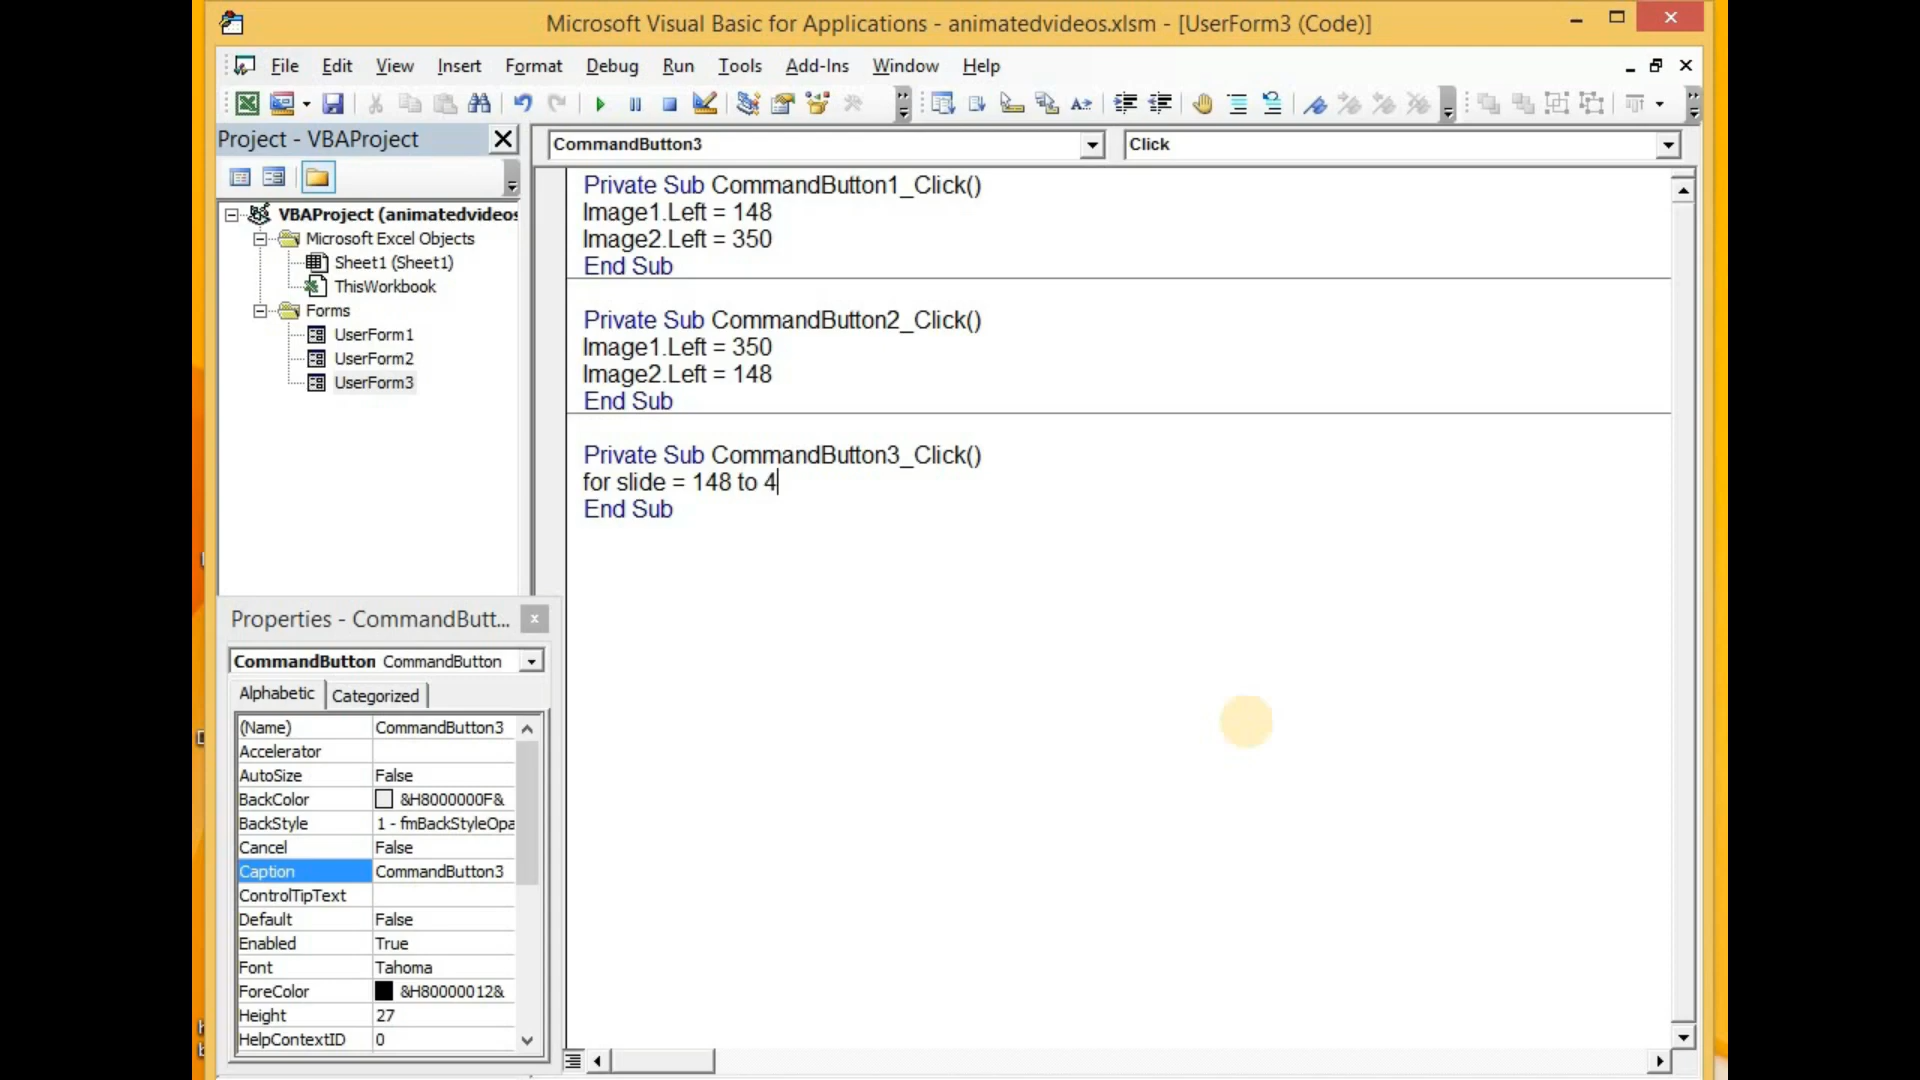 Microsoft Visual Basic for Applications - animatedvideos.xlsm - [UserForm3 (Code)]
File Edit View Insert Format Debug Run Tools Add-Ins Window Help
Project - VBAProject
CommandButton3
Click
VBAProject (animatedvideos
Microsoft Excel Objects
Sheet1 (Sheet1)
ThisWorkbook
Forms
UserForm1
UserForm2
UserForm3
Private Sub CommandButton1_Click()
Image1.Left = 148
Image2.Left = 350
End Sub
Private Sub CommandButton2_Click()
Image1.Left = 350
Image2.Left = 148
End Sub
Private Sub CommandButton3_Click()
for slide = 148 to 4
End Sub
Properties - CommandButt...
CommandButton CommandButton
Alphabetic Categorized
(Name) CommandButton3
Accelerator
AutoSize False
BackColor &H8000000F&
BackStyle 1 - fmBackStyleOpa
Cancel False
Caption CommandButton3
ControlTipText
Default False
Enabled True
Font Tahoma
ForeColor &H80000012&
Height 27
HelpContextID 0